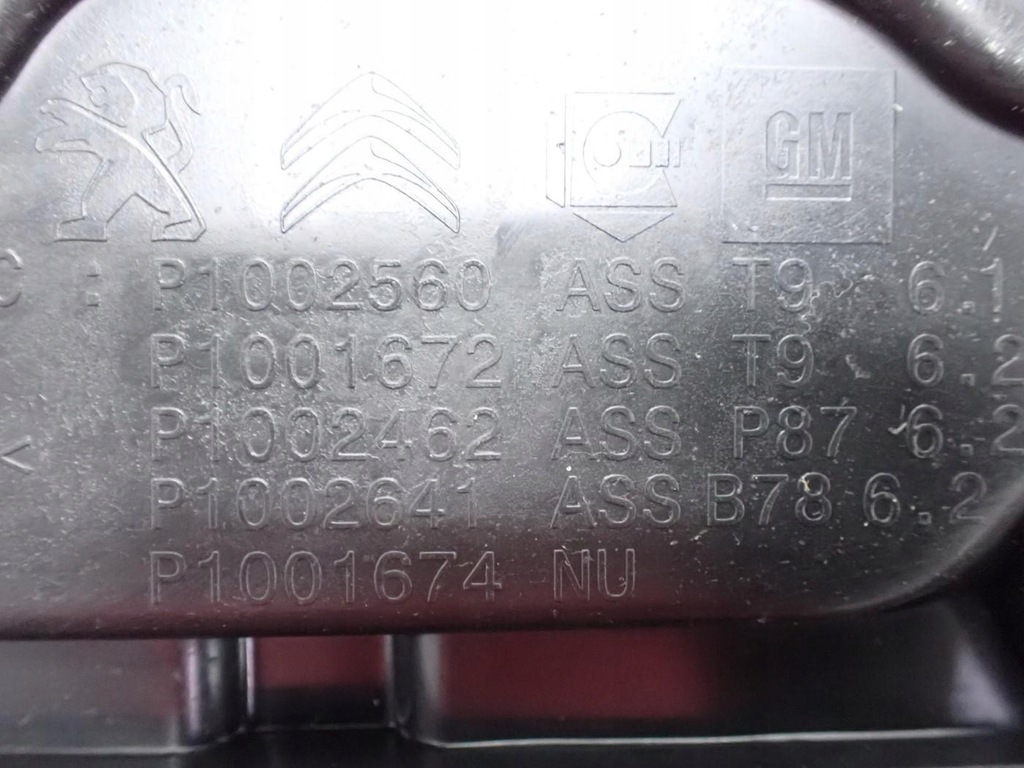 GM
C : P1002560 ASS T9 6.1
P1001672 ASS T9 6.2
P1002462 ASS P87 6.2
< P1002641 ASS B78 6.2
P1001674 NU